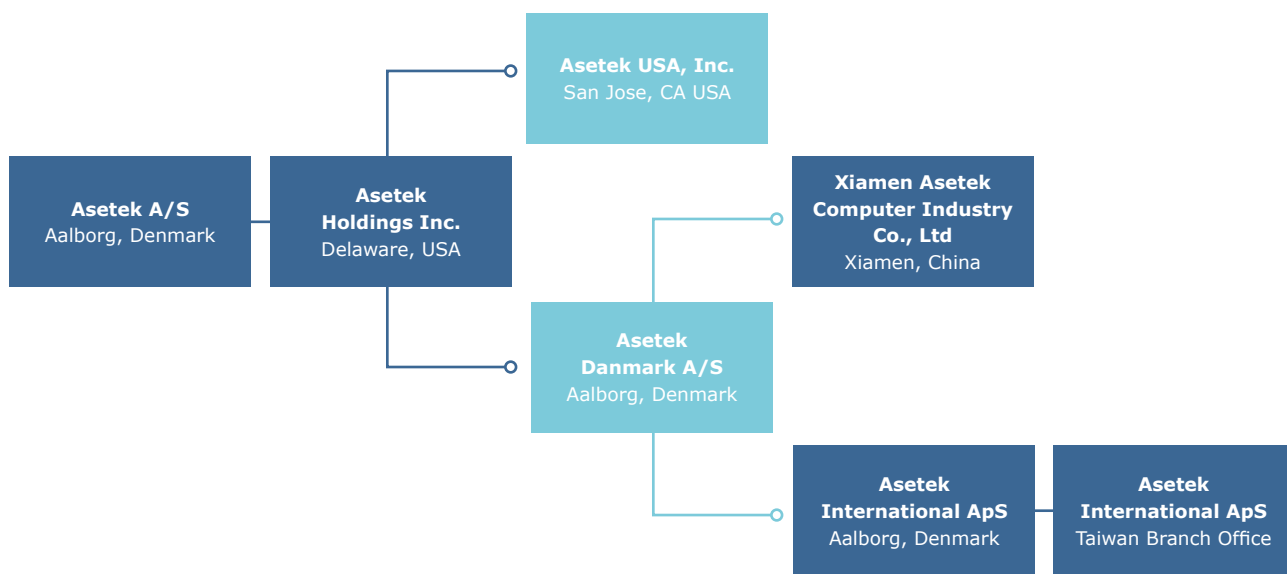 Asetek USA, Inc.
San Jose, CA USA
Asetek A/S
Aalborg, Denmark
Asetek
Holdings Inc.
Delaware, USA
Xiamen Asetek
Computer Industry
Co., Ltd
Xiamen, China
Asetek
Danmark A/S
Aalborg, Denmark
Asetek
International ApS
Aalborg, Denmark
Asetek
International ApS
Taiwan Branch Office